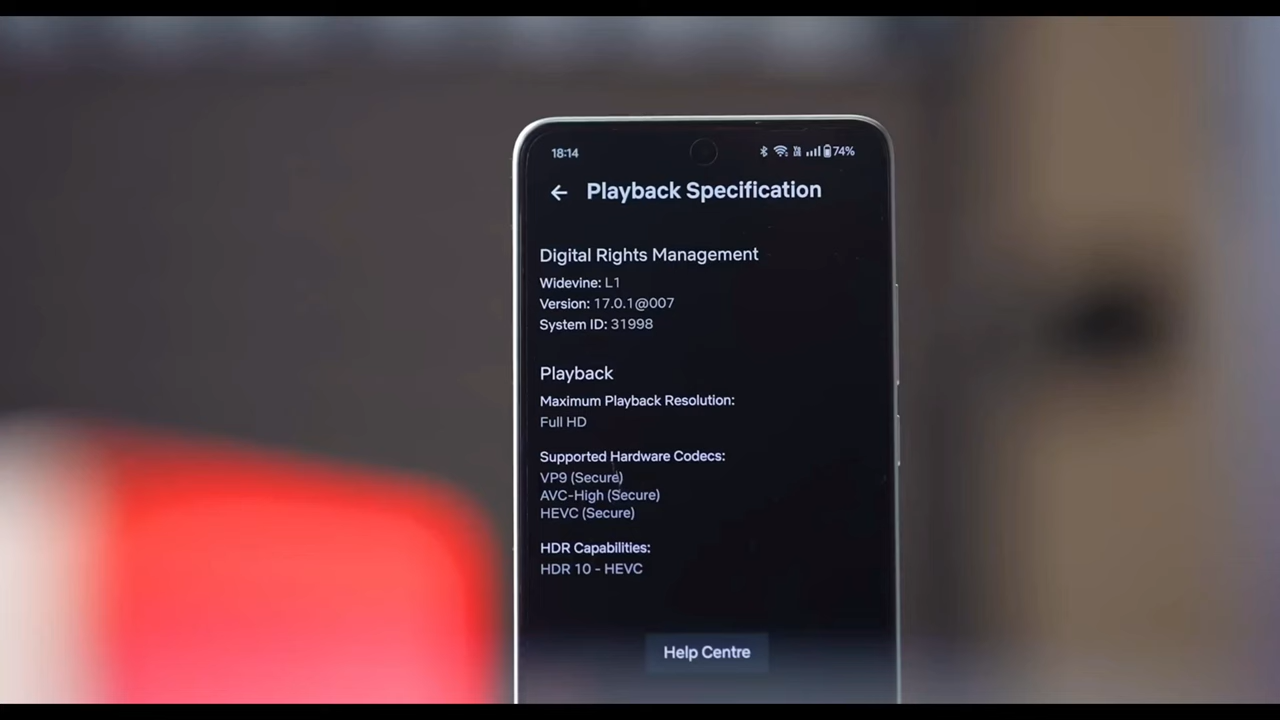 18:14 74%
Playback Specification
Digital Rights Management
Widevine: L1
Version: 17.0.1@007
System ID: 31998
Playback
Maximum Playback Resolution:
Full HD
Supported Hardware Codecs:
VP9 (Secure)
AVC-High (Secure)
HEVC (Secure)
HDR Capabilities:
HDR 10 - HEVC
Help Centre